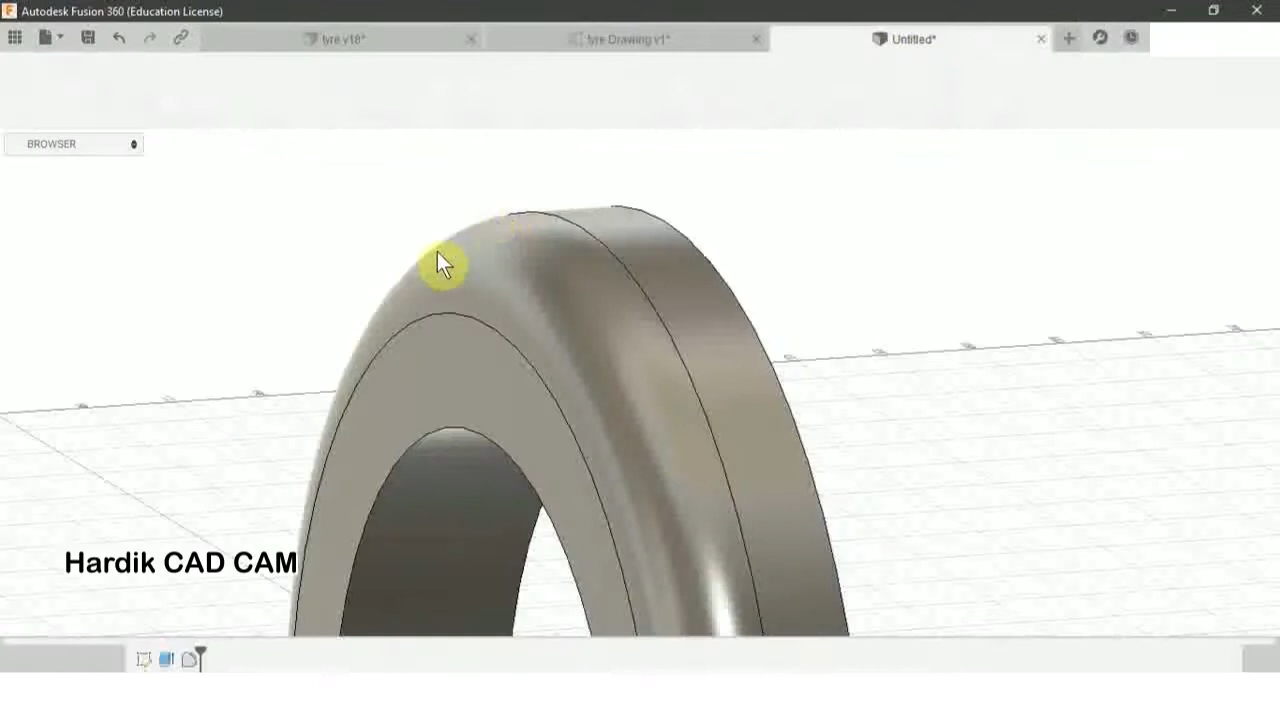 Autodesk Fusion 360 (Education License)
tyre v18*
tyre Drawing v1*
Untitled*
BROWSER
Hardik CAD CAM